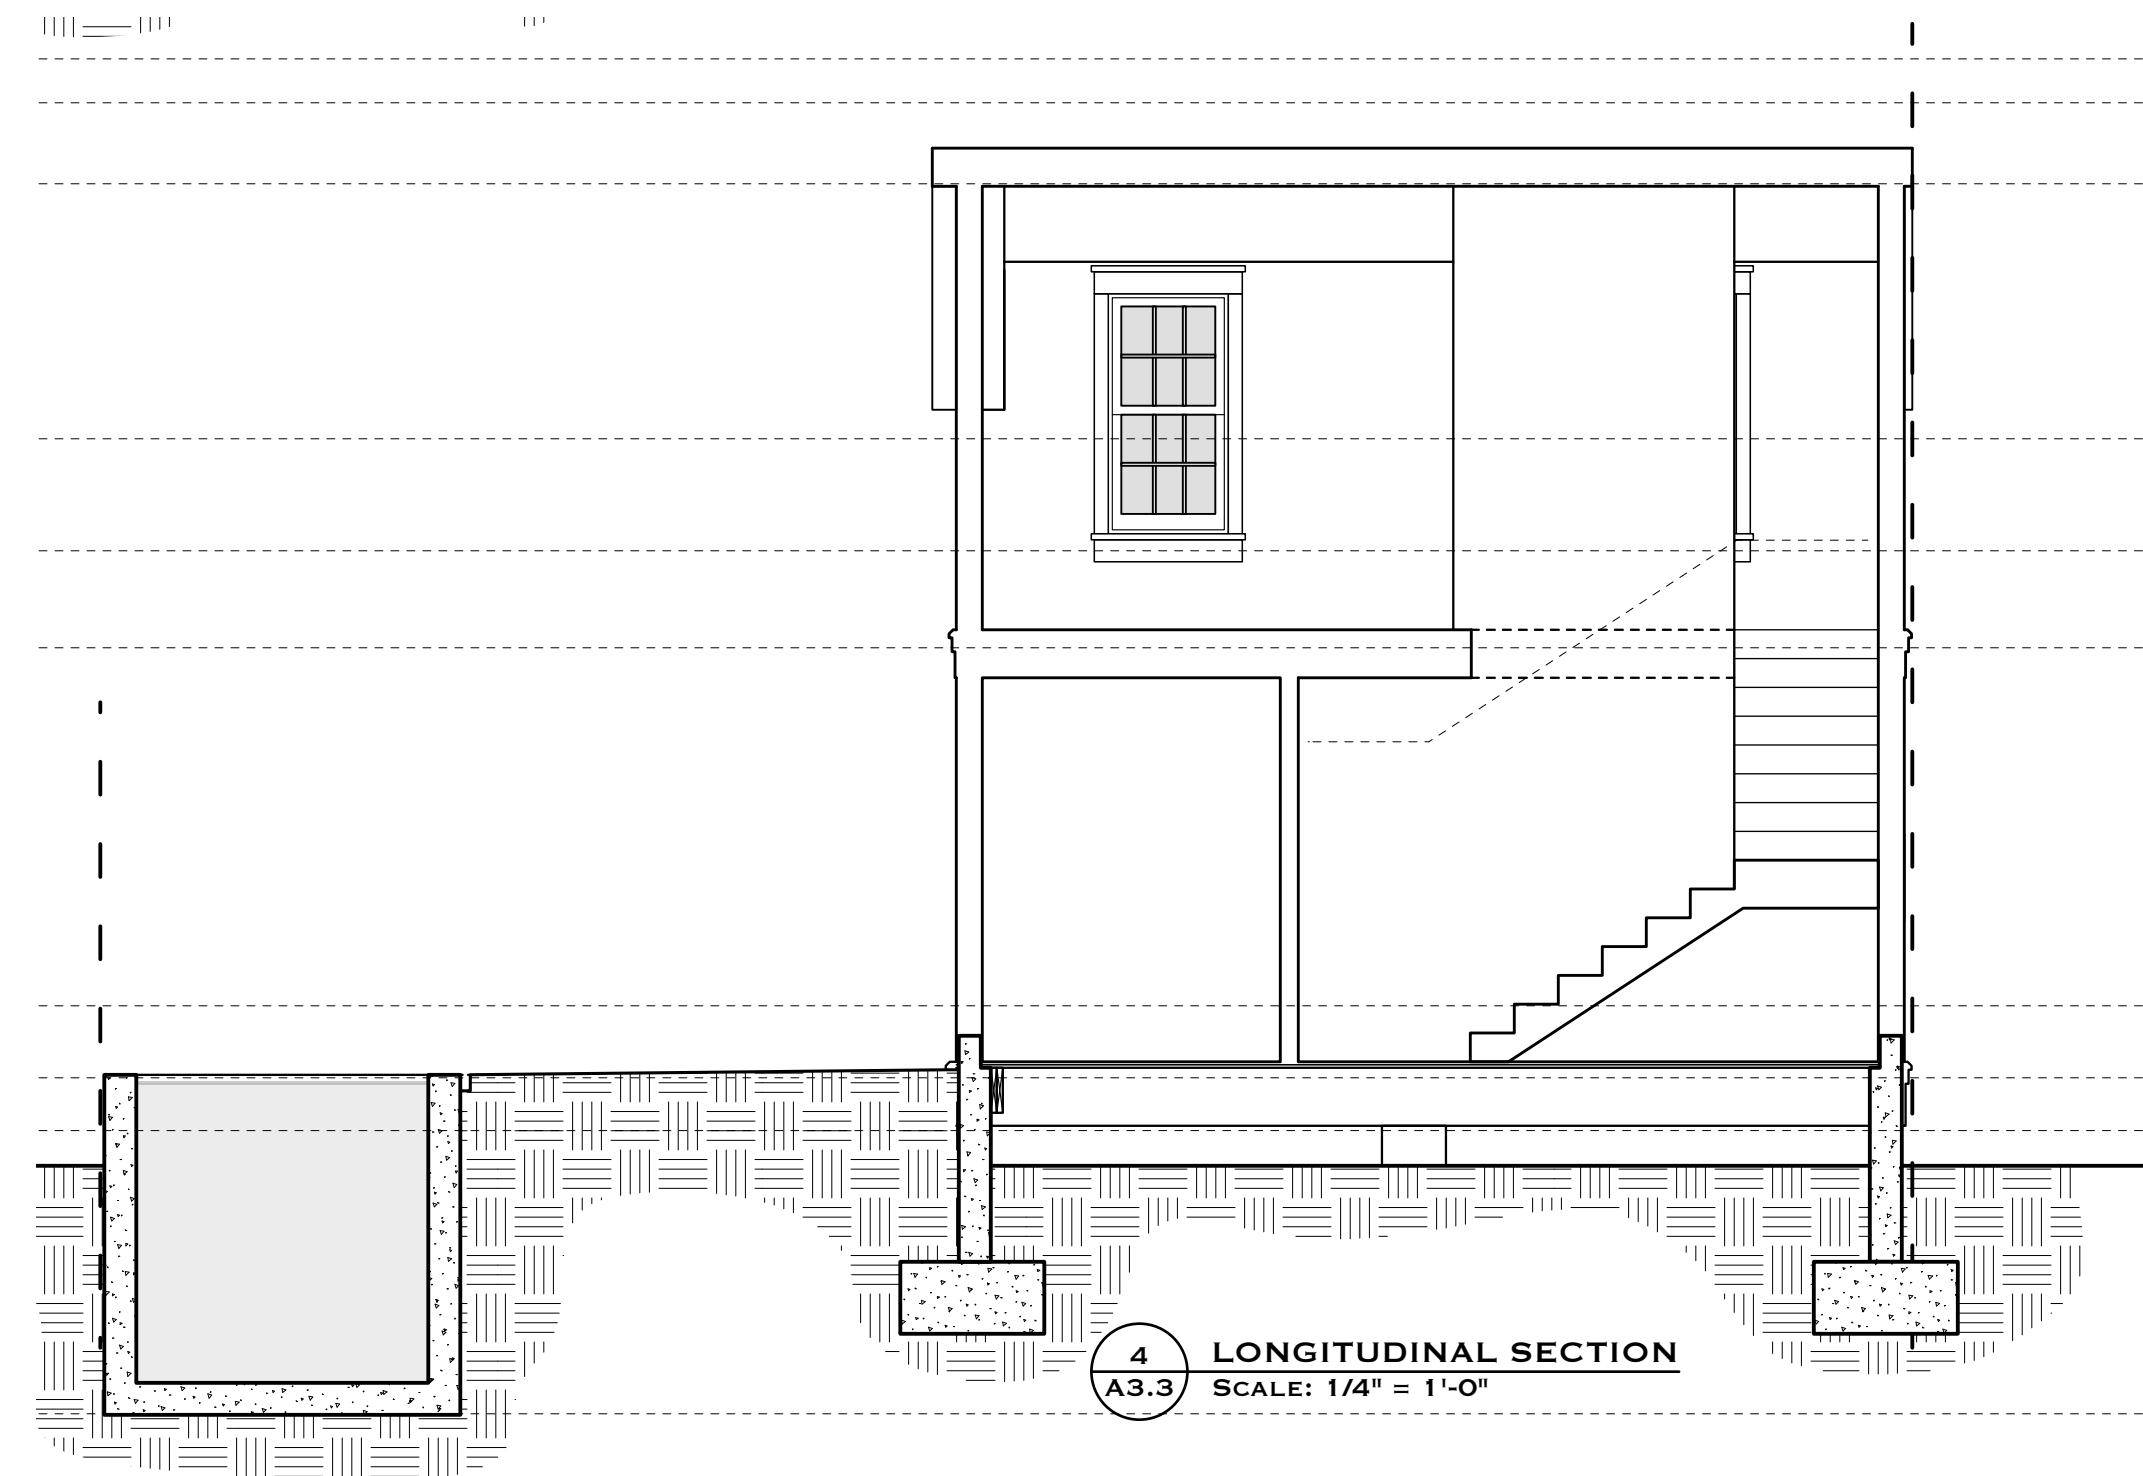 4
A3.3
LONGITUDINAL SECTION
SCALE: 1/4" = 1'-0"